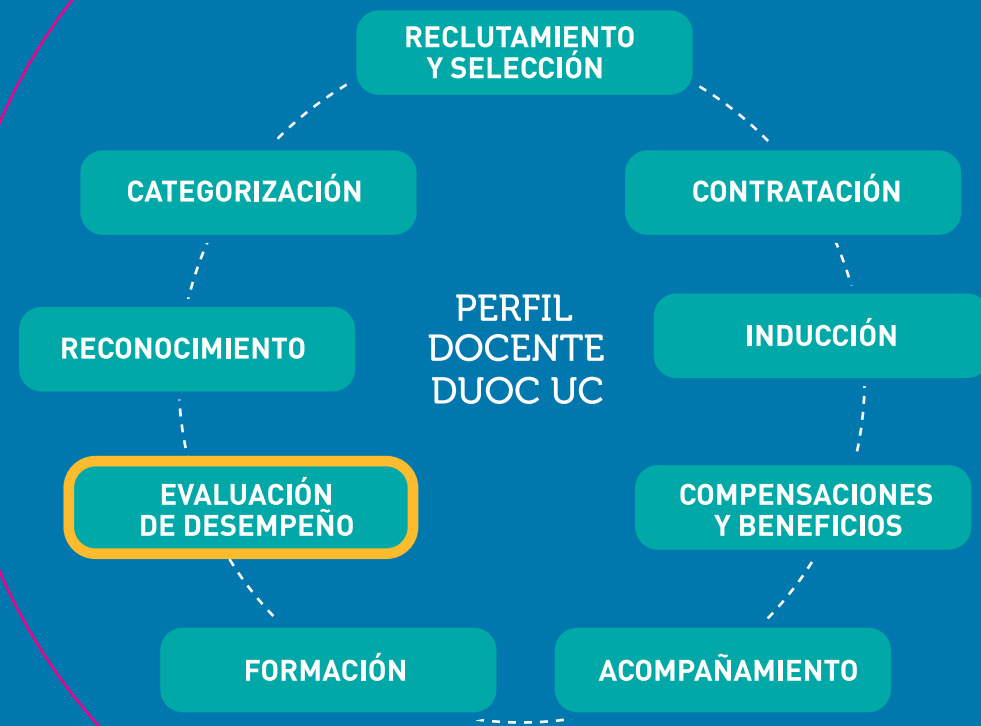 RECLUTAMIENTO
Y SELECCIÓN
CATEGORIZACIÓN
CONTRATACIÓN
PERFIL
DOCENTE
DUOC UC
RECONOCIMIENTO
INDUCCIÓN
EVALUACIÓN
DE DESEMPEÑO
COMPENSACIONES
Y BENEFICIOS
FORMACIÓN
ACOMPAÑAMIENTO